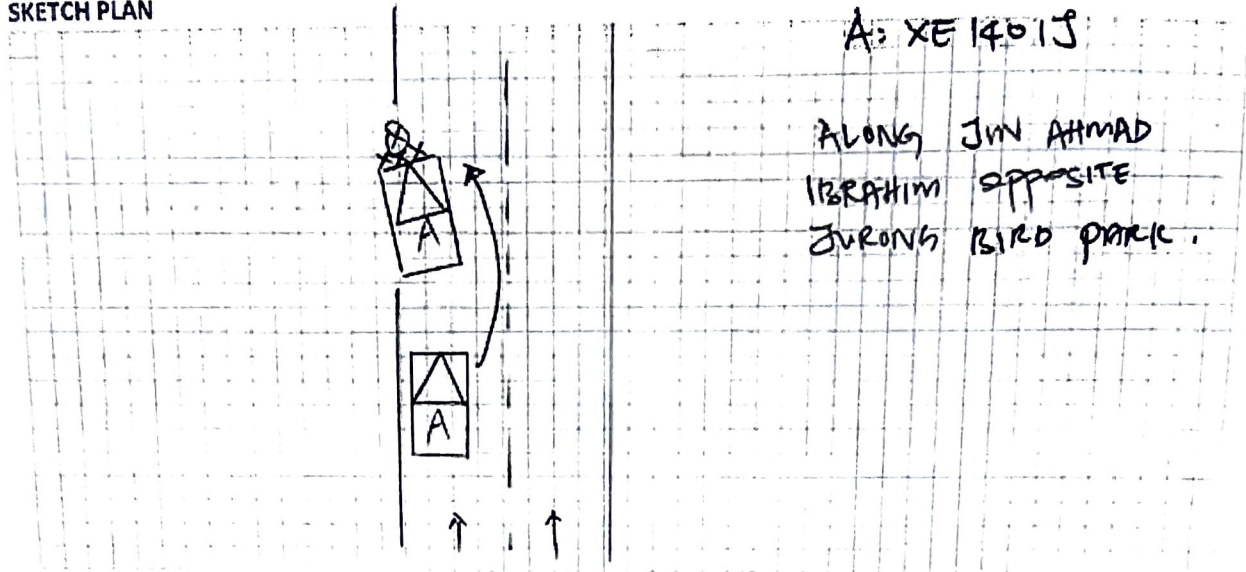 SKETCH PLAN
A: XE 1401J
ALONG JLN AHMAD
IBRAHIM OPPOSITE
JURONG BIRD PARK.
A
A